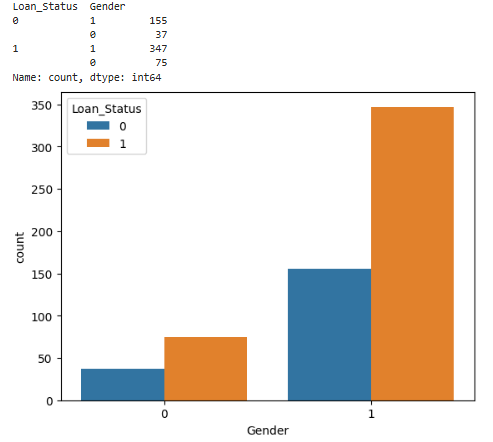 Loan_Status  Gender
0            1         155
             0          37
1            1         347
             0          75
Name: count, dtype: int64
350
Loan_Status
0
1
300
250
200
150
100
50
0
count
0 1
Gender